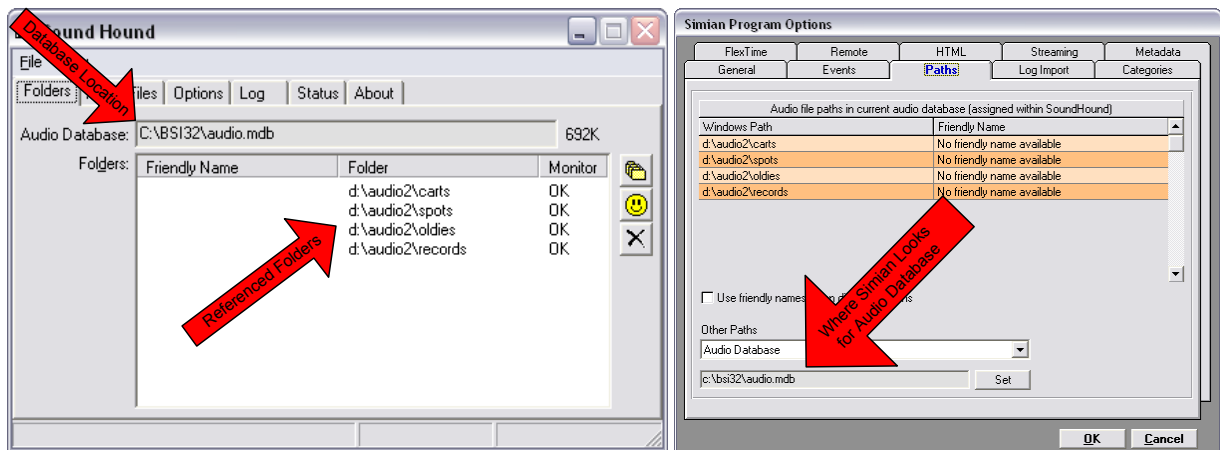 Sound Hound
File
Folders Files Options Log Status About
Audio Database: C:\BSI32\audio.mdb 692K
Folders: Friendly Name Folder Monitor
d:\audio2\carts OK
d:\audio2\spots OK
d:\audio2\oldies OK
d:\audio2\records OK
Database Location
Referenced Folders
Simian Program Options
FlexTime Remote HTML Streaming Metadata
General Events Paths Log Import Categories
Audio file paths in current audio database (assigned within SoundHound)
Windows Path Friendly Name
d:\audio2\carts No friendly name available
d:\audio2\spots No friendly name available
d:\audio2\oldies No friendly name available
d:\audio2\records No friendly name available
Use friendly names
Where Simian Looks
for Audio Database
Other Paths
Audio Database
c:\bsi32\audio.mdb Set
OK Cancel